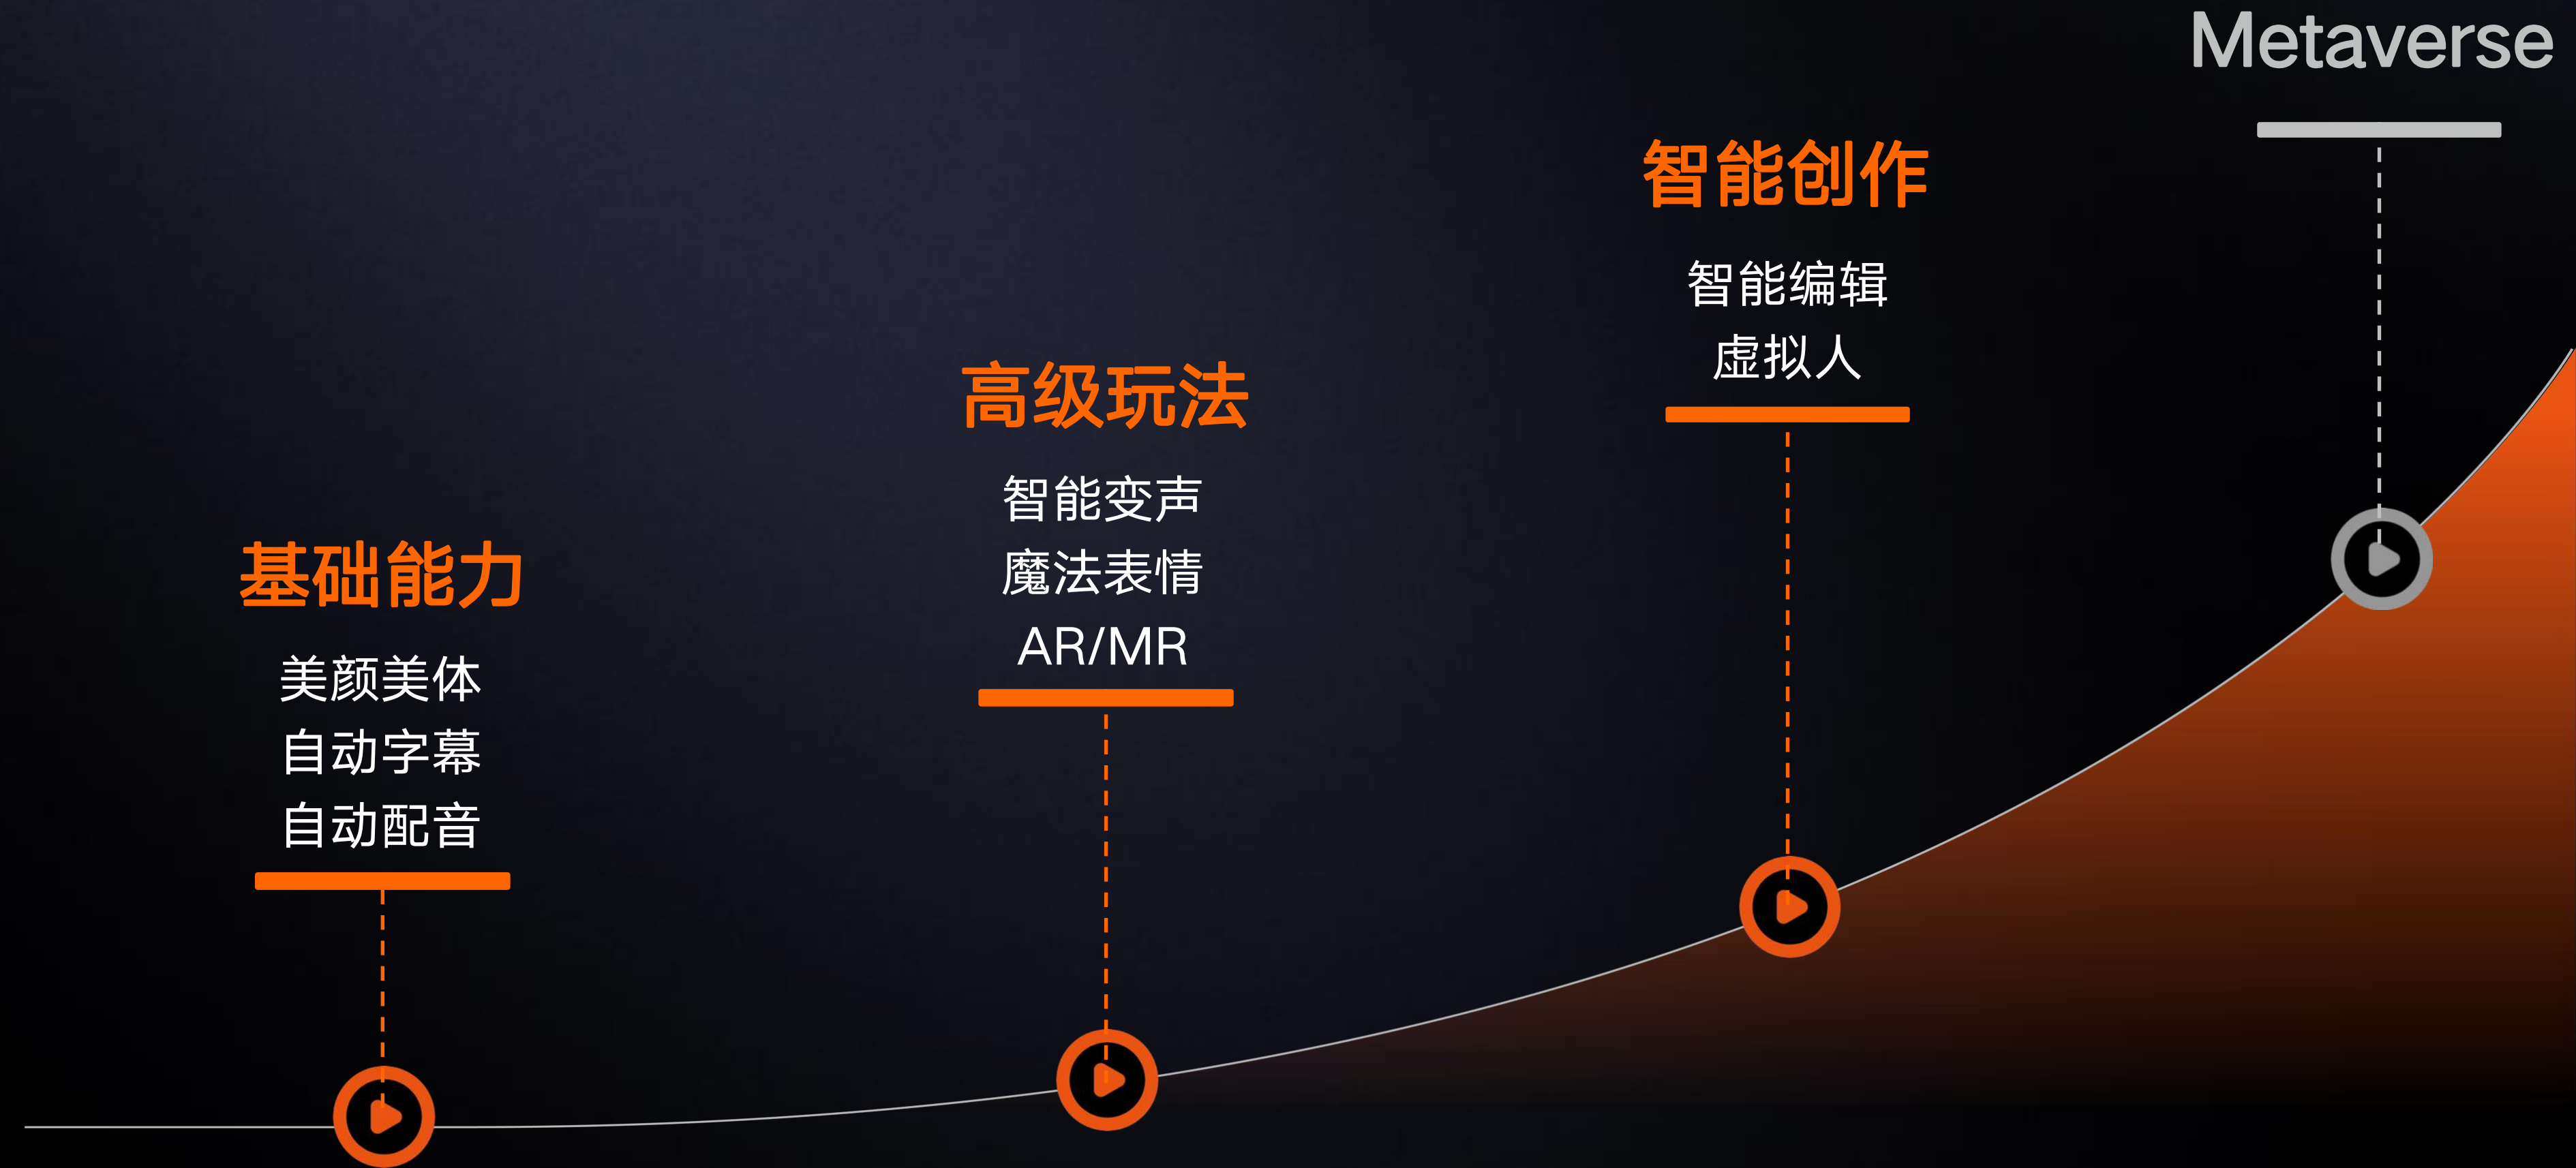 基础能力
美颜美体
自动字幕
自动配音
高级玩法
智能变声
魔法表情
AR/MR
智能创作
智能编辑
虚拟人
Metaverse